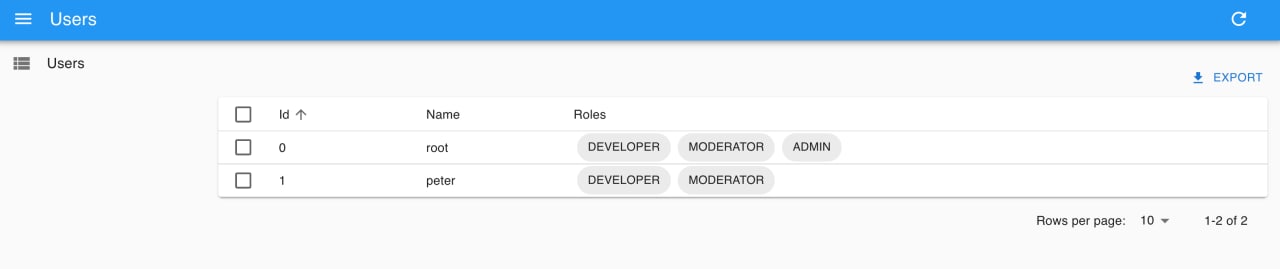 Users
Users
EXPORT
Id Name Roles
0 root DEVELOPER MODERATOR ADMIN
1 peter DEVELOPER MODERATOR
Rows per page: 10 1-2 of 2